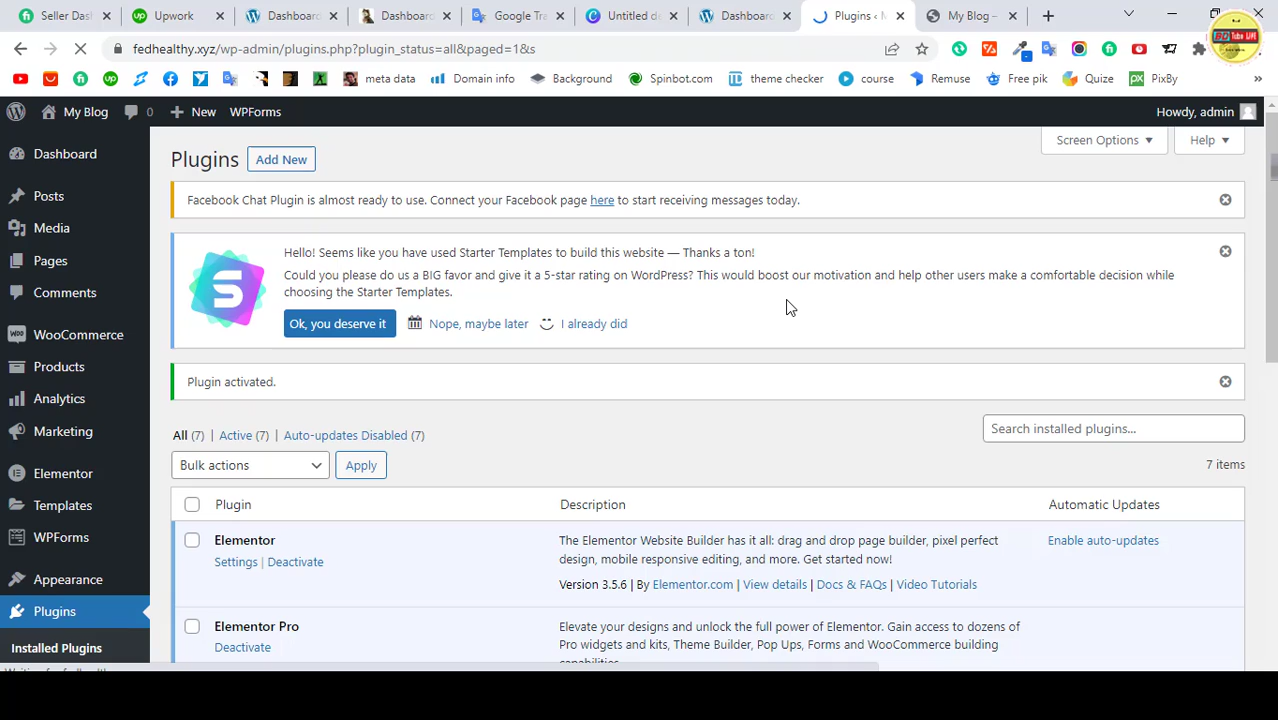 Seller Das
Upwork
Dashboard
Dashboard
Google Tra
Untitled d
Dashboard
Plugins ‹ M
My Blog –
fedhealthy.xyz/wp-admin/plugins.php?plugin_status=all&paged=1&s
meta data
Domain info
Background
Spinbot.com
theme checker
course
Remuse
Free pik
Quize
PixBy
My Blog
0
New
WPForms
Howdy, admin
Screen Options
Help
Dashboard
Posts
Media
Pages
Comments
WooCommerce
Products
Analytics
Marketing
Elementor
Templates
WPForms
Appearance
Plugins
Installed Plugins
Plugins
Add New
Facebook Chat Plugin is almost ready to use. Connect your Facebook page here to start receiving messages today.
Hello! Seems like you have used Starter Templates to build this website — Thanks a ton!
Could you please do us a BIG favor and give it a 5-star rating on WordPress? This would boost our motivation and help other users make a comfortable decision while
choosing the Starter Templates.
Ok, you deserve it
Nope, maybe later
I already did
Plugin activated.
All (7) | Active (7) | Auto-updates Disabled (7)
Search installed plugins...
Bulk actions
Apply
7 items
Plugin
Description
Automatic Updates
Elementor
Settings | Deactivate
The Elementor Website Builder has it all: drag and drop page builder, pixel perfect
design, mobile responsive editing, and more. Get started now!
Version 3.5.6 | By Elementor.com | View details | Docs & FAQs | Video Tutorials
Enable auto-updates
Elementor Pro
Deactivate
Elevate your designs and unlock the full power of Elementor. Gain access to dozens of
Pro widgets and kits, Theme Builder, Pop Ups, Forms and WooCommerce building
capabilities.